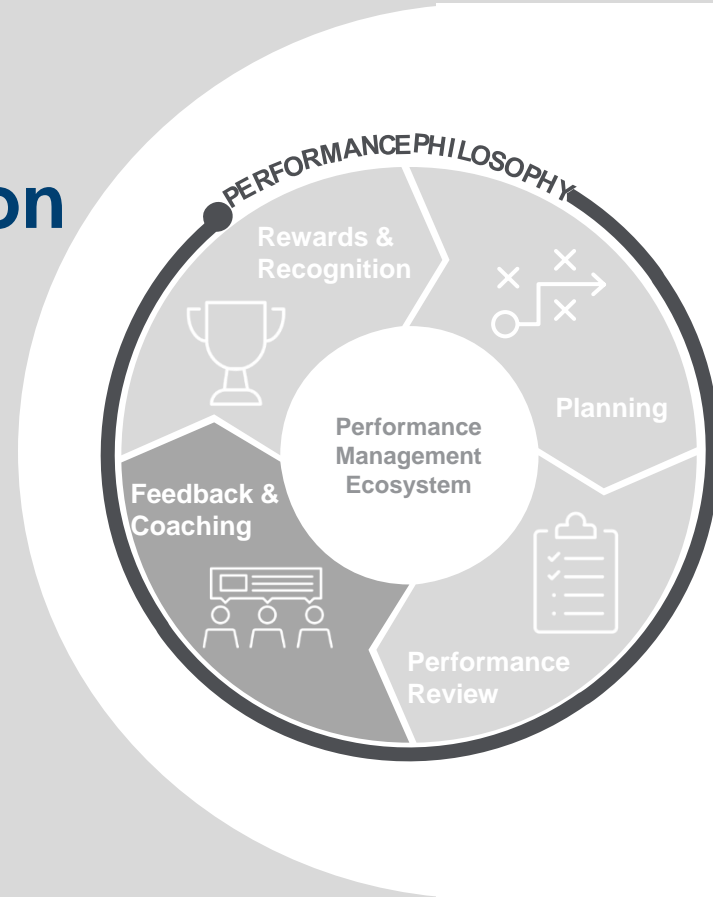 on
PERFORMANCE PHILOSOPHY
Rewards &
Recognition
Planning
Performance
Management
Ecosystem
Feedback &
Coaching
Performance
Review